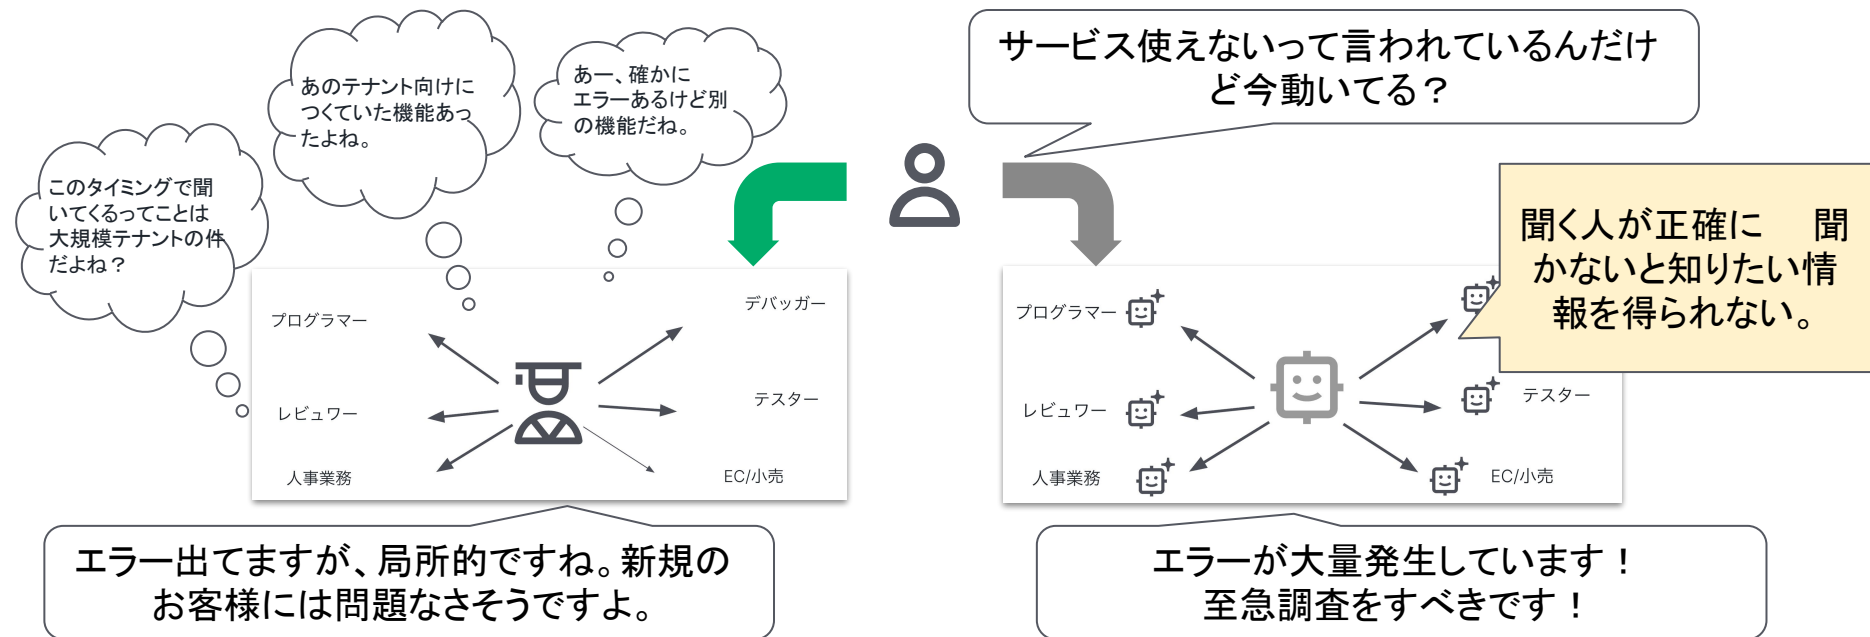 サービス使えないって言われているんだけ
ど今動いてる？
あのテナント向けに
つくていた機能あっ
たよね。
あー、確かに
エラーあるけど別
の機能だね。
このタイミングで聞
いてくるってことは
大規模テナントの件
だよね？
プログラマー
デバッガー
レビュワー
テスター
人事業務
EC/小売
エラー出てますが、局所的ですね。新規の
お客様には問題なさそうですよ。
聞く人が正確に　聞
かないと知りたい情
報を得られない。
プログラマー
レビュワー
テスター
人事業務
EC/小売
エラーが大量発生しています！
至急調査をすべきです！